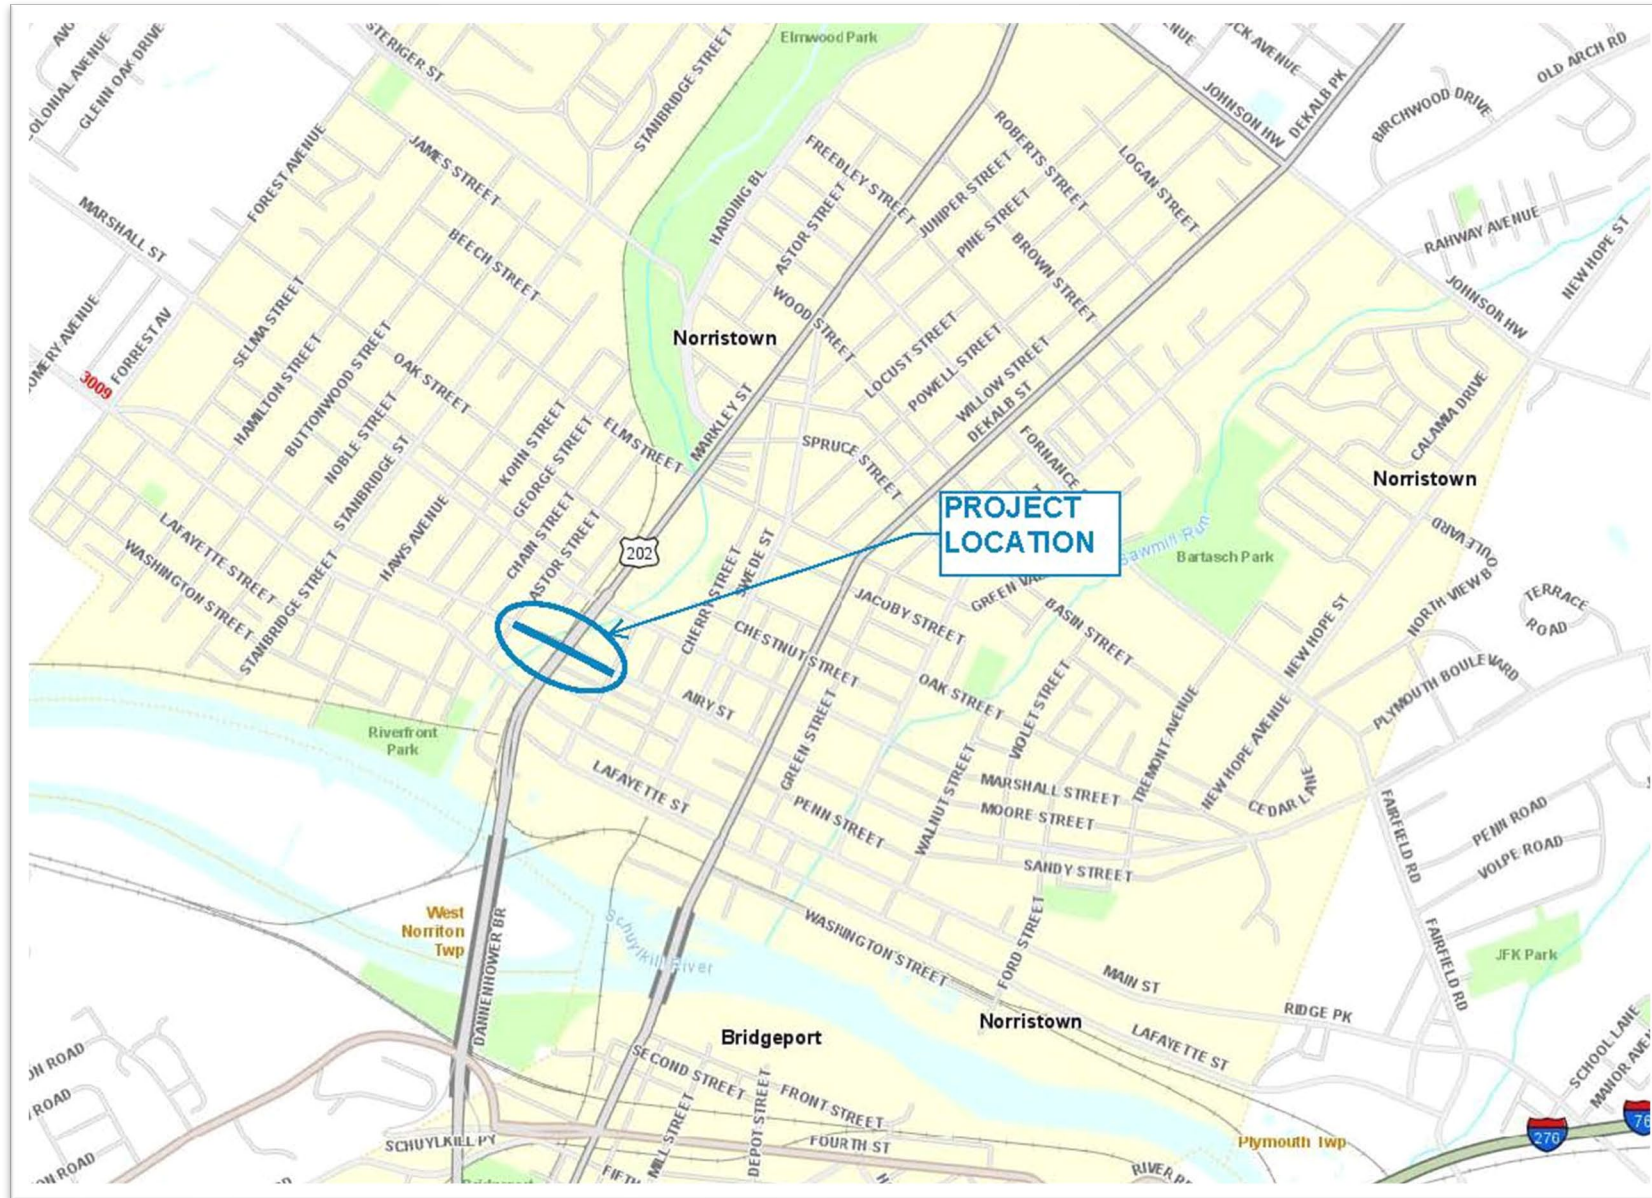 Elmwood Park
STERIGER ST
STANBRIDGE STREET
GLENN OAK DRIVE
OLD ARCH RD
JOHNSON HW
DEKALB PK
BIRCHWOOD DRIVE
FOREST AVENUE
JAMES STREET
FREEDLEY STREET
ROBERTS STREET
LOGAN STREET
HARDING BL
ASTOR STREET
JUNIPER STREET
PINE STREET
BROWN STREET
RAHWAY AVENUE
NEW HOPE ST
MARSHALL ST
BEECH STREET
WOOD STREET
JOHNSON HW
SELMA STREET
FORREST AV
3009
HAMILTON STREET
BUTTONWOOD STREET
OAK STREET
NOBLE STREET
STANBRIDGE ST
Norristown
LOCUST STREET
POWELL STREET
WILLOW STREET
DEKALB ST
MARKLEY ST
KOHN STREET
GEORGE STREET
ELM STREET
SPRUCE STREET
CALAMIA DRIVE
Norristown
HAWS AVENUE
CHAIN STREET
ASTOR STREET
202
SWEDE ST
CHERRY STREET
PROJECT
LOCATION
Sawmill Run
Bartasch Park
NORTH VIEW BOULEVARD
TERRACE
ROAD
LAFAYETTE STREET
WASHINGTON STREET
STANBRIDGE STREET
JACOBY STREET
BASIN STREET
NEW HOPE ST
CHESTNUT STREET
OAK STREET
PLYMOUTH BOULEVARD
AIRY ST
GREEN STREET
VIOLET STREET
TREMONT AVENUE
NEW HOPE AVENUE
Riverfront
Park
LAFAYETTE ST
PENN STREET
WALNUT STREET
MARSHALL STREET
MOORE STREET
CEDAR LANE
FAIRFIELD RD
PENN ROAD
VOLPE ROAD
SANDY STREET
West
Norriton
Twp
DANNENHOWER BR
Schuylkill River
WASHINGTON STREET
FORD STREET
MAIN ST
FAIRFIELD RD
JFK Park
RIDGE PK
Norristown
LAFAYETTE ST
Bridgeport
SECOND STREET
FRONT STREET
MILL STREET
DEPOT STREET
FOURTH ST
SCHUYLKILL PY
SCHOOL LANE
Plymouth Twp
276
76